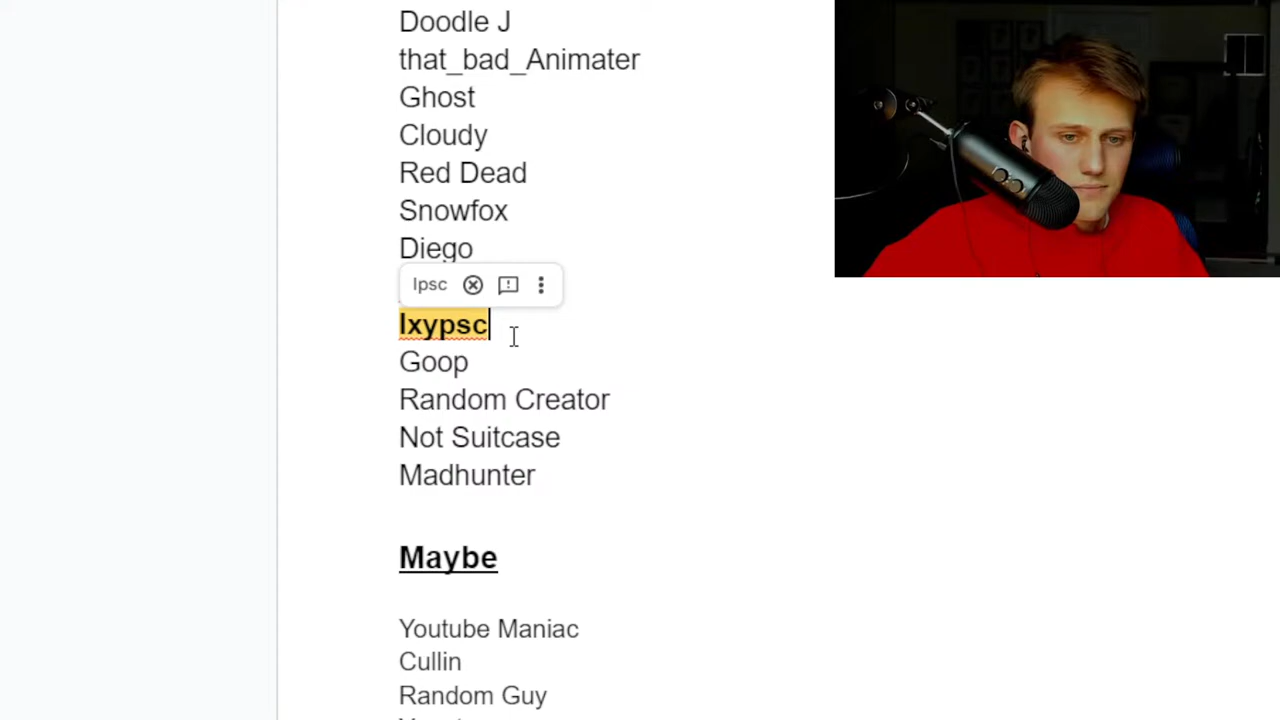 Doodle J
that_bad_Animater
Ghost
Cloudy
Red Dead
Snowfox
Diego
lpsc
lxypsc
Goop
Random Creator
Not Suitcase
Madhunter
Maybe
Youtube Maniac
Cullin
Random Guy